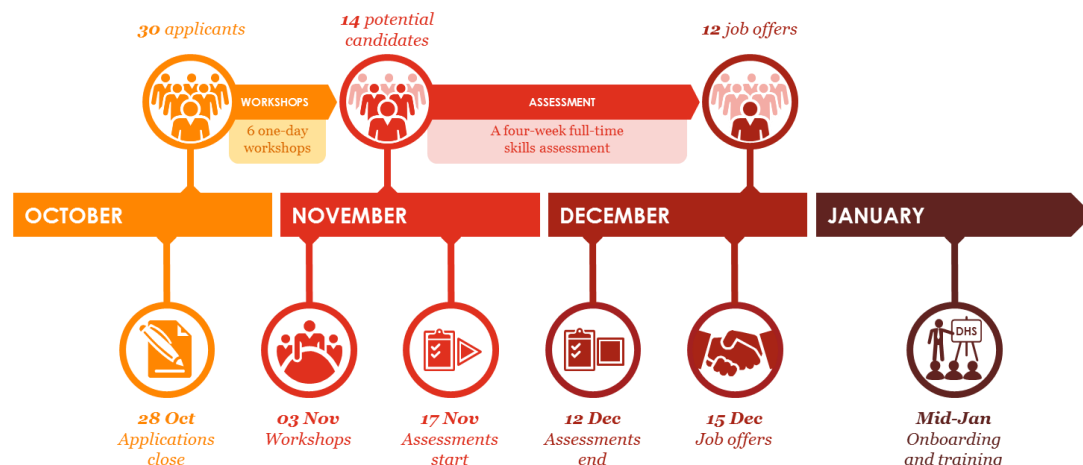 30 applicants
14 potential
candidates
12 job offers
WORKSHOPS
ASSESSMENT
6 one-day
workshops
A four-week full-time
skills assessment
OCTOBER
NOVEMBER
DECEMBER
JANUARY
DHS
28 Oct
Applications
close
03 Nov
Workshops
17 Nov
Assessments
start
12 Dec
Assessments
end
15 Dec
Job offers
Mid-Jan
Onboarding
and training